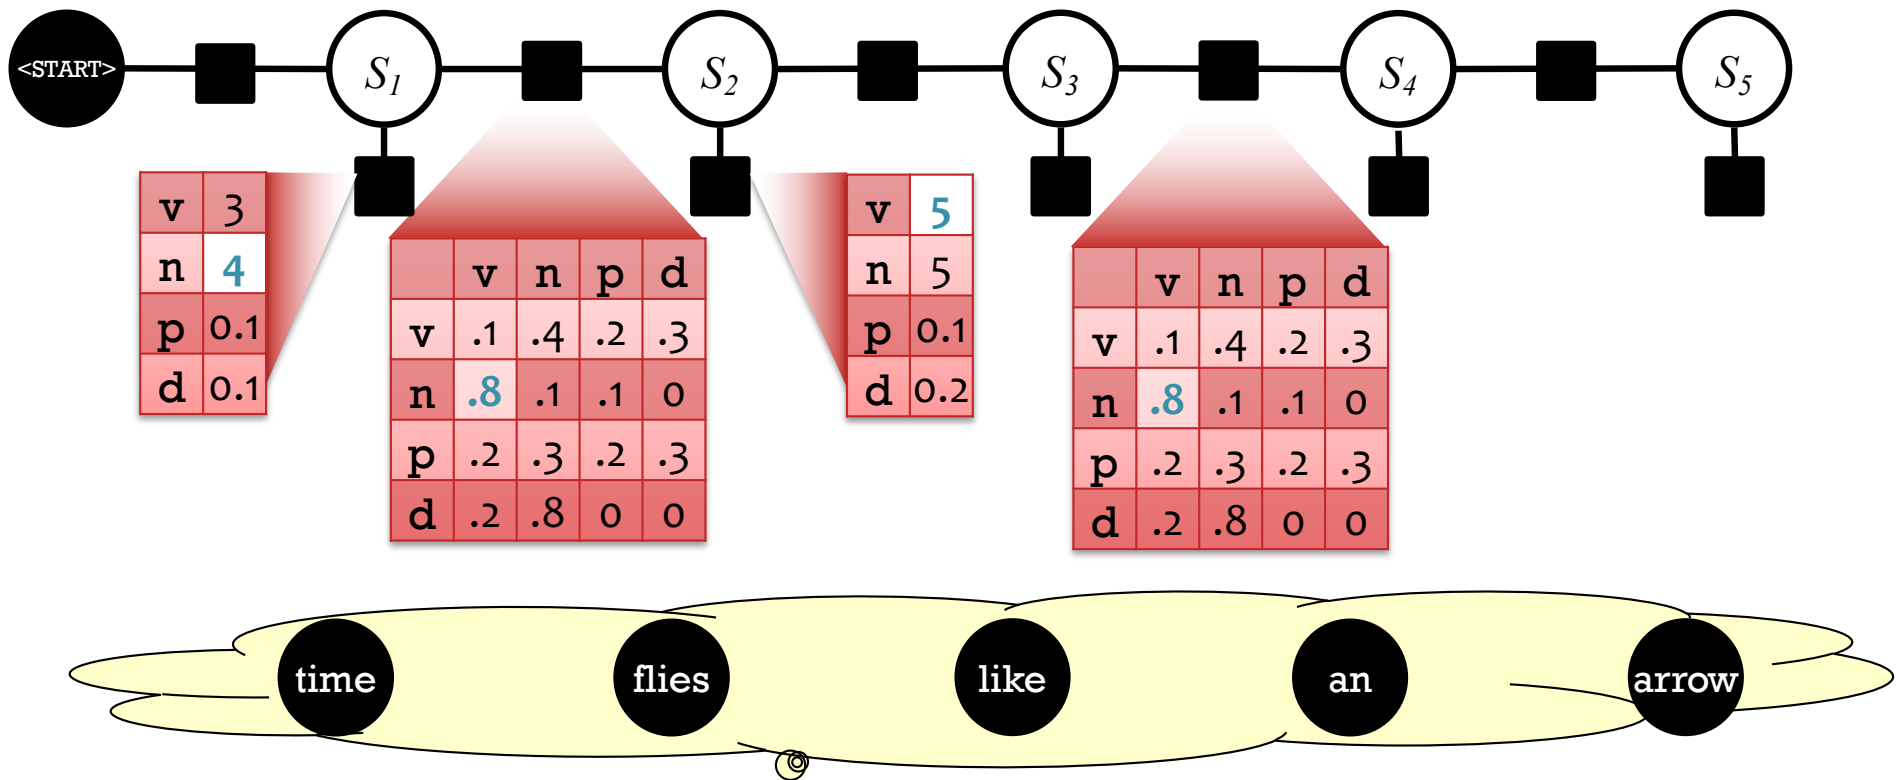 <START> S1 S2 S3 S4 S5
v 3
n 4
p 0.1
d 0.1
v n p d
v .1 .4 .2 .3
n .8 .1 .1 0
p .2 .3 .2 .3
d .2 .8 0 0
v 5
n 5
p 0.1
d 0.2
v n p d
v .1 .4 .2 .3
n .8 .1 .1 0
p .2 .3 .2 .3
d .2 .8 0 0
time flies like an arrow